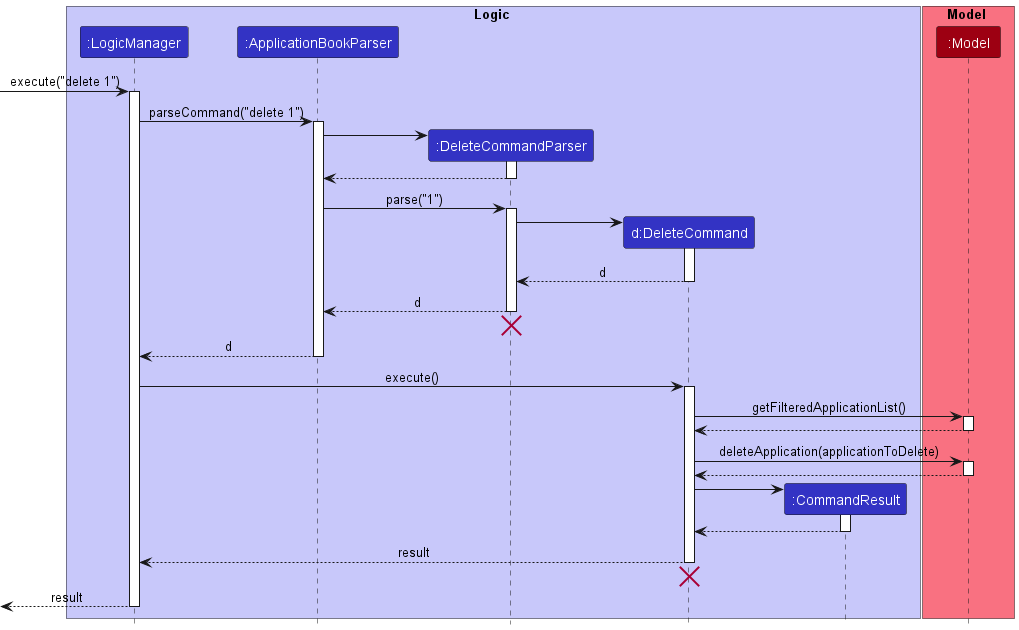 Logic
Model
:LogicManager
:ApplicationBookParser
:Model
execute("delete 1")
parseCommand("delete 1")
:DeleteCommandParser
parse("1")
d:DeleteCommand
d
d
d
execute()
getFilteredApplicationList()
deleteApplication(applicationToDelete)
:CommandResult
result
result